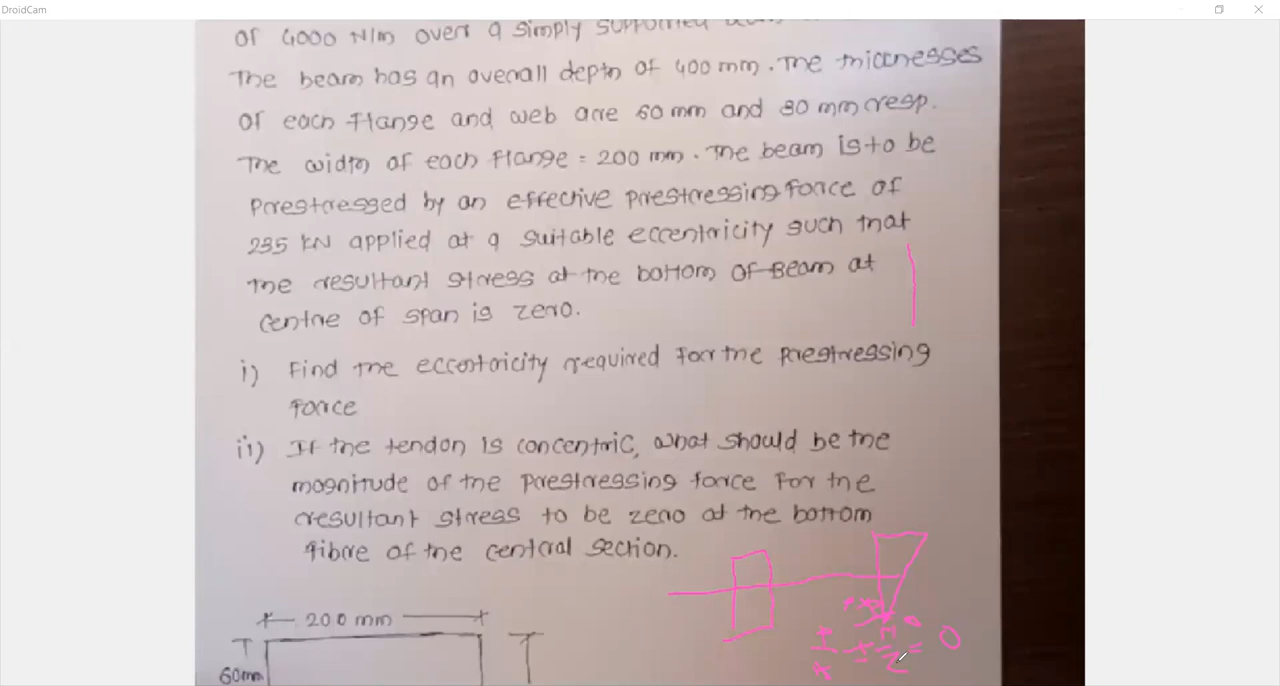 DroidCam
of 4000 N/m over a simply supported
The beam has an overall depth of 400 mm. The thicknesses
of each flange and web are 60 mm and 80 mm resp.
The width of each flange = 200 mm. The beam is to be
Prestressed by an effective prestressing force of
235 kN applied at a suitable eccentricity such that
the resultant stress at the bottom of Beam at
centre of span is zero.
i) Find the eccentricity required for the prestressing
force
ii) If the tendon is concentric, what should be the
magnitude of the prestressing force for the
resultant stress to be zero at the bottom
fibre of the central section.
200 mm
60mm
M
Z
= 0